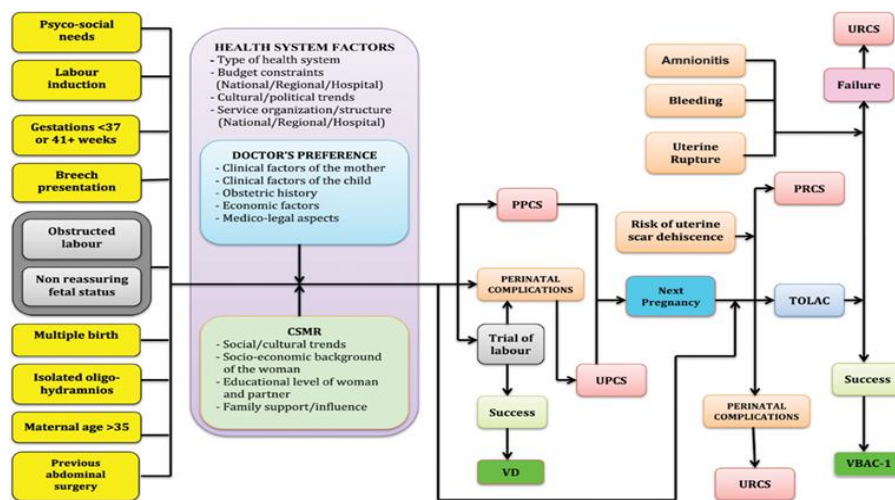 Psyco-social
needs
Labour
induction
Gestations <37
or 41+ weeks
Breech
presentation
Obstructed
labour
Non reassuring
fetal status
Multiple birth
Isolated oligo-
hydramnios
Maternal age >35
Previous
abdominal
surgery
HEALTH SYSTEM FACTORS
- Type of health system
- Budget constraints
(National/Regional/Hospital)
- Cultural/political trends
- Service organization/structure
(National/Regional/Hospital)
DOCTOR'S PREFERENCE
- Clinical factors of the mother
- Clinical factors of the child
- Obstetric history
- Economic factors
- Medico-legal aspects
CSMR
- Social/cultural trends
- Socio-economic background
of the woman
- Educational level of woman
and partner
- Family support/influence
PPCS
PERINATAL
COMPLICATIONS
Trial of
labour
UPCS
Success
VD
Next
Pregnancy
Amnionitis
Bleeding
Uterine
Rupture
Risk of uterine
scar dehiscence
PRCS
TOLAC
PERINATAL
COMPLICATIONS
URCS
URCS
Failure
Success
VBAC-1